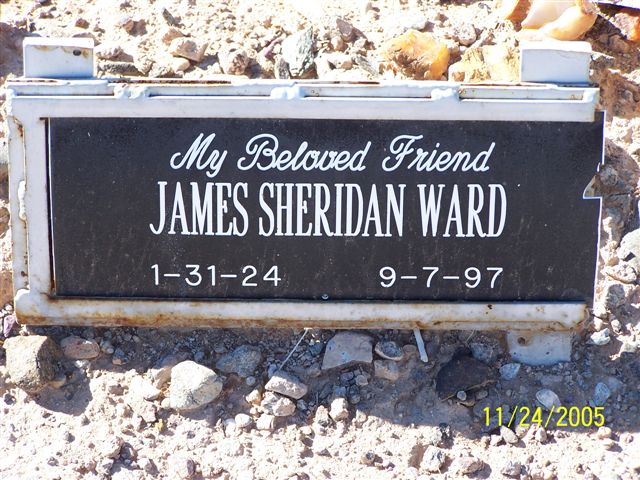 My Beloved Friend
JAMES SHERIDAN WARD
1-31-24 9-7-97
11/24/2005